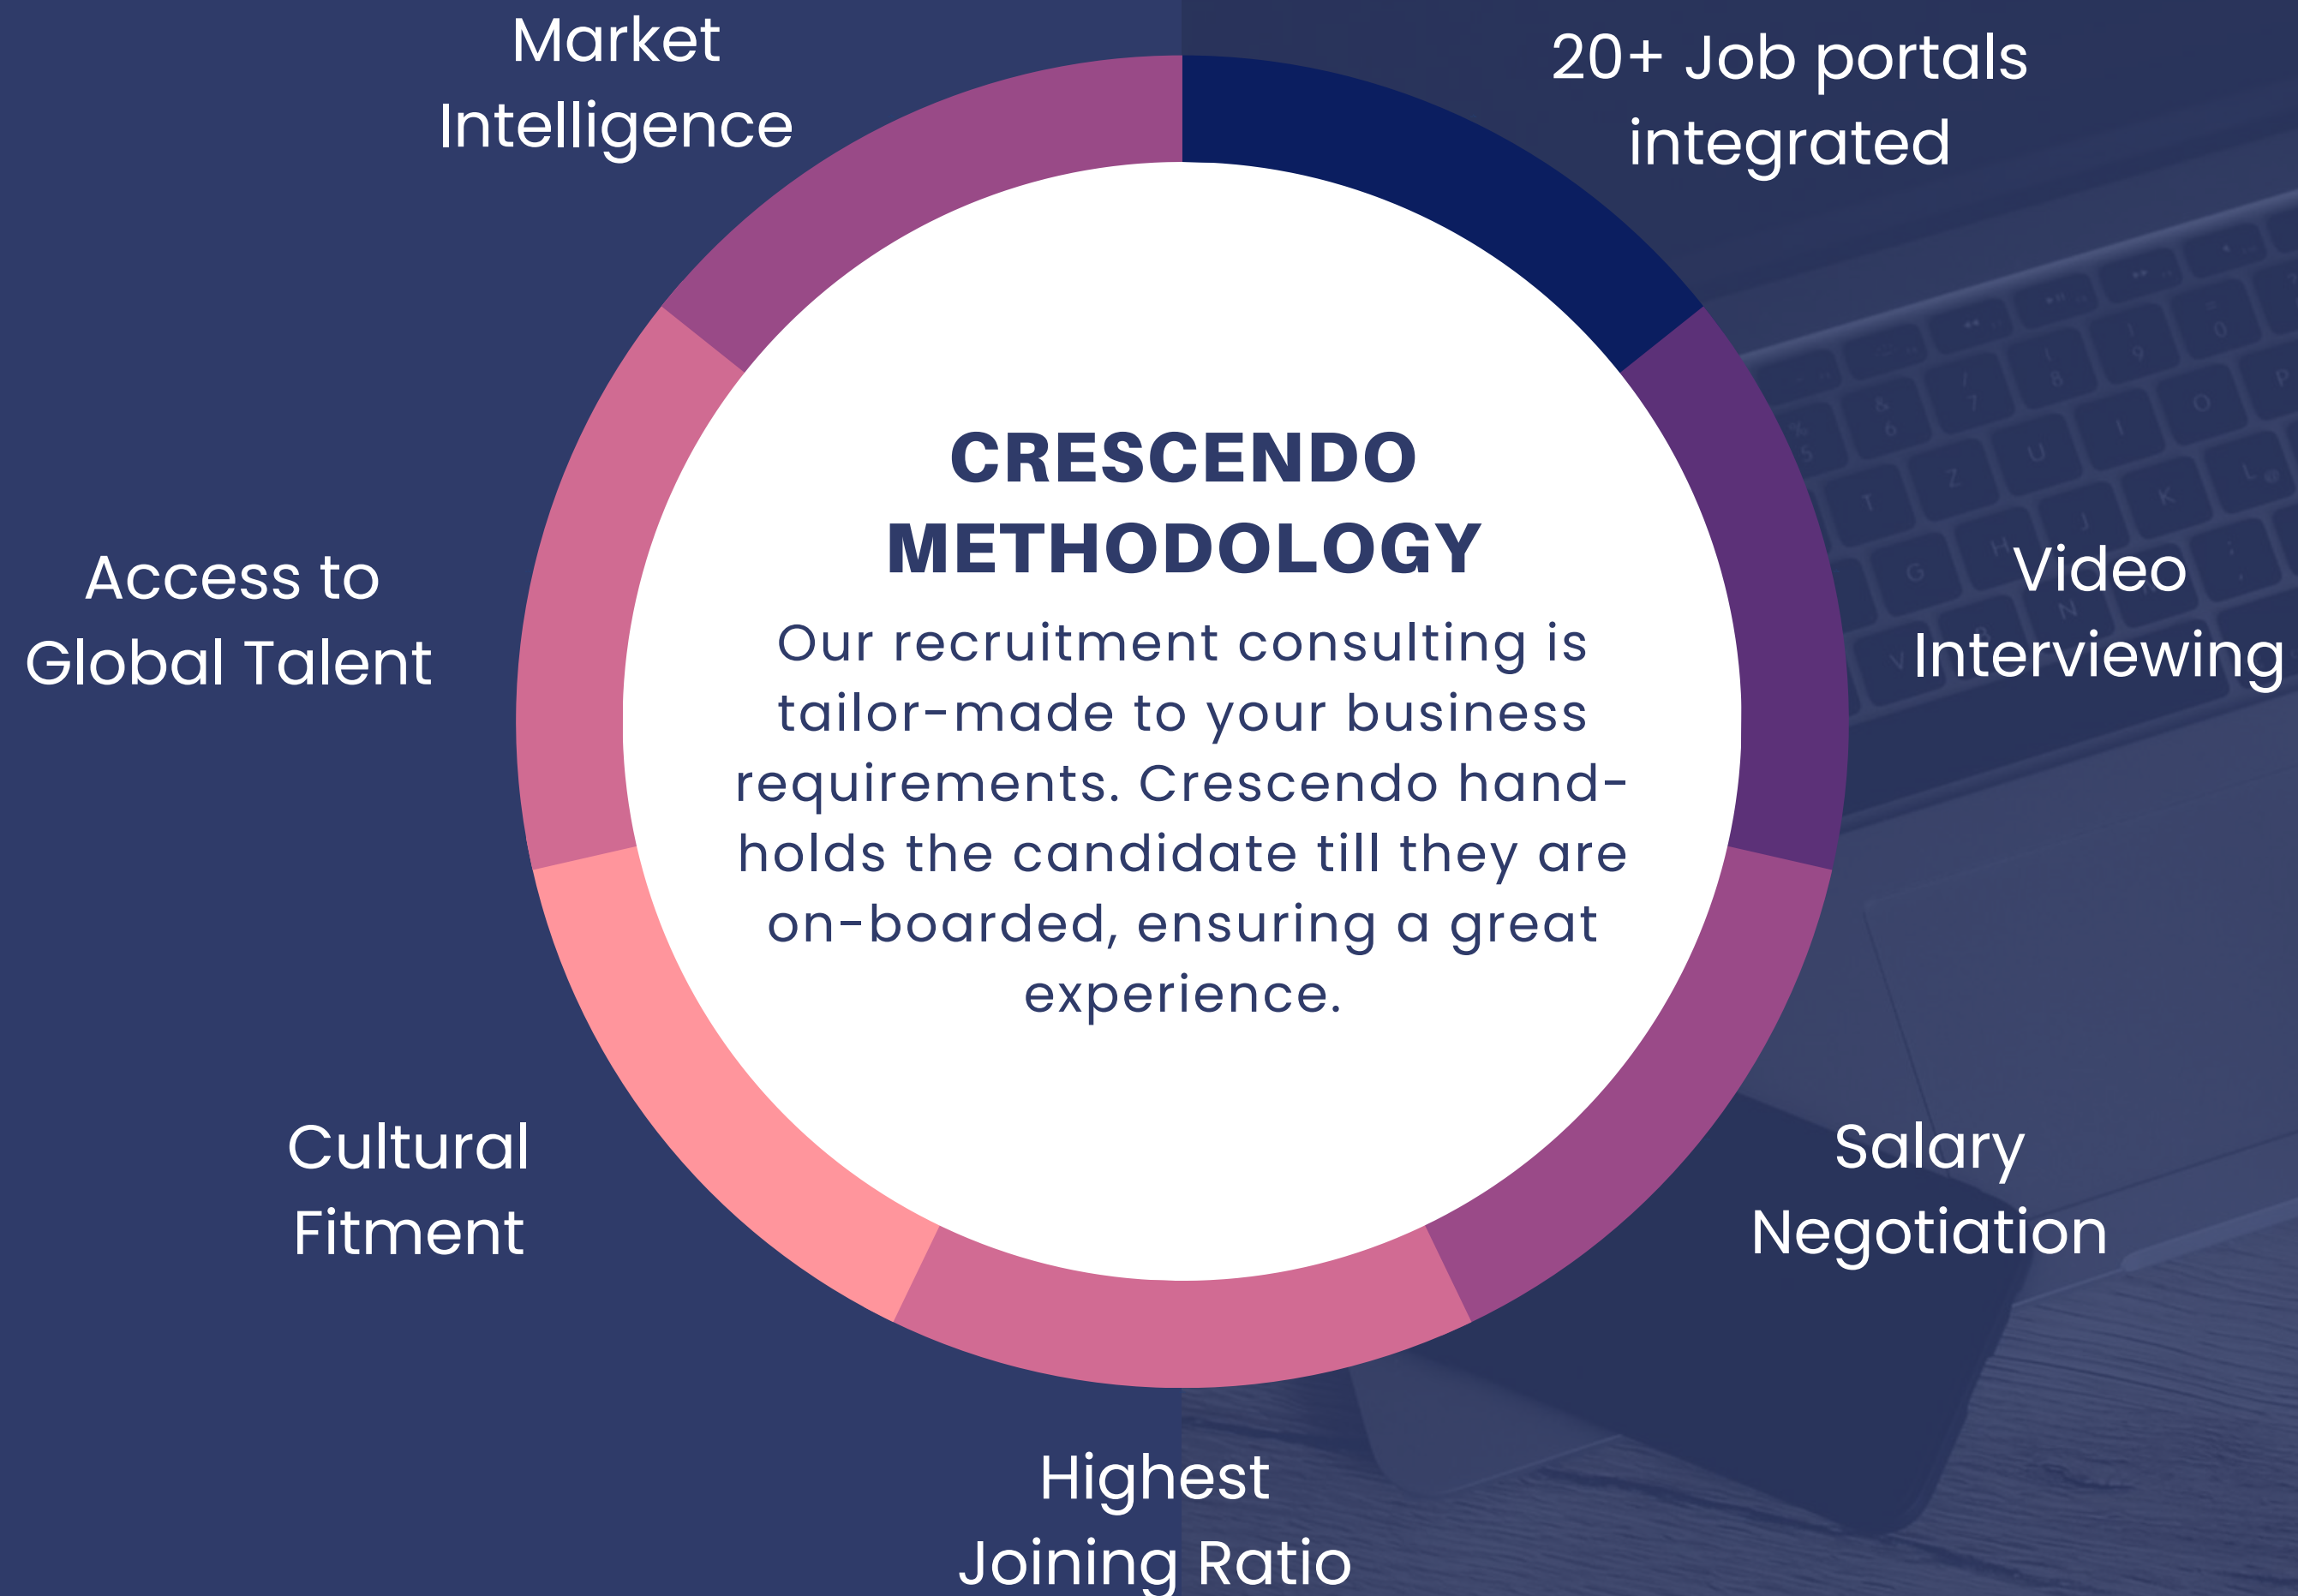 Market
Intelligence
20+ Job portals
integrated
CRESCENDO
METHODOLOGY
Our recruitment consulting is
tailor-made to your business
requirements. Crescendo hand-
holds the candidate till they are
on-boarded, ensuring a great
experience.
Access to
Global Talent
Video
Interviewing
Cultural
Fitment
Salary
Negotiation
Highest
Joining Ratio